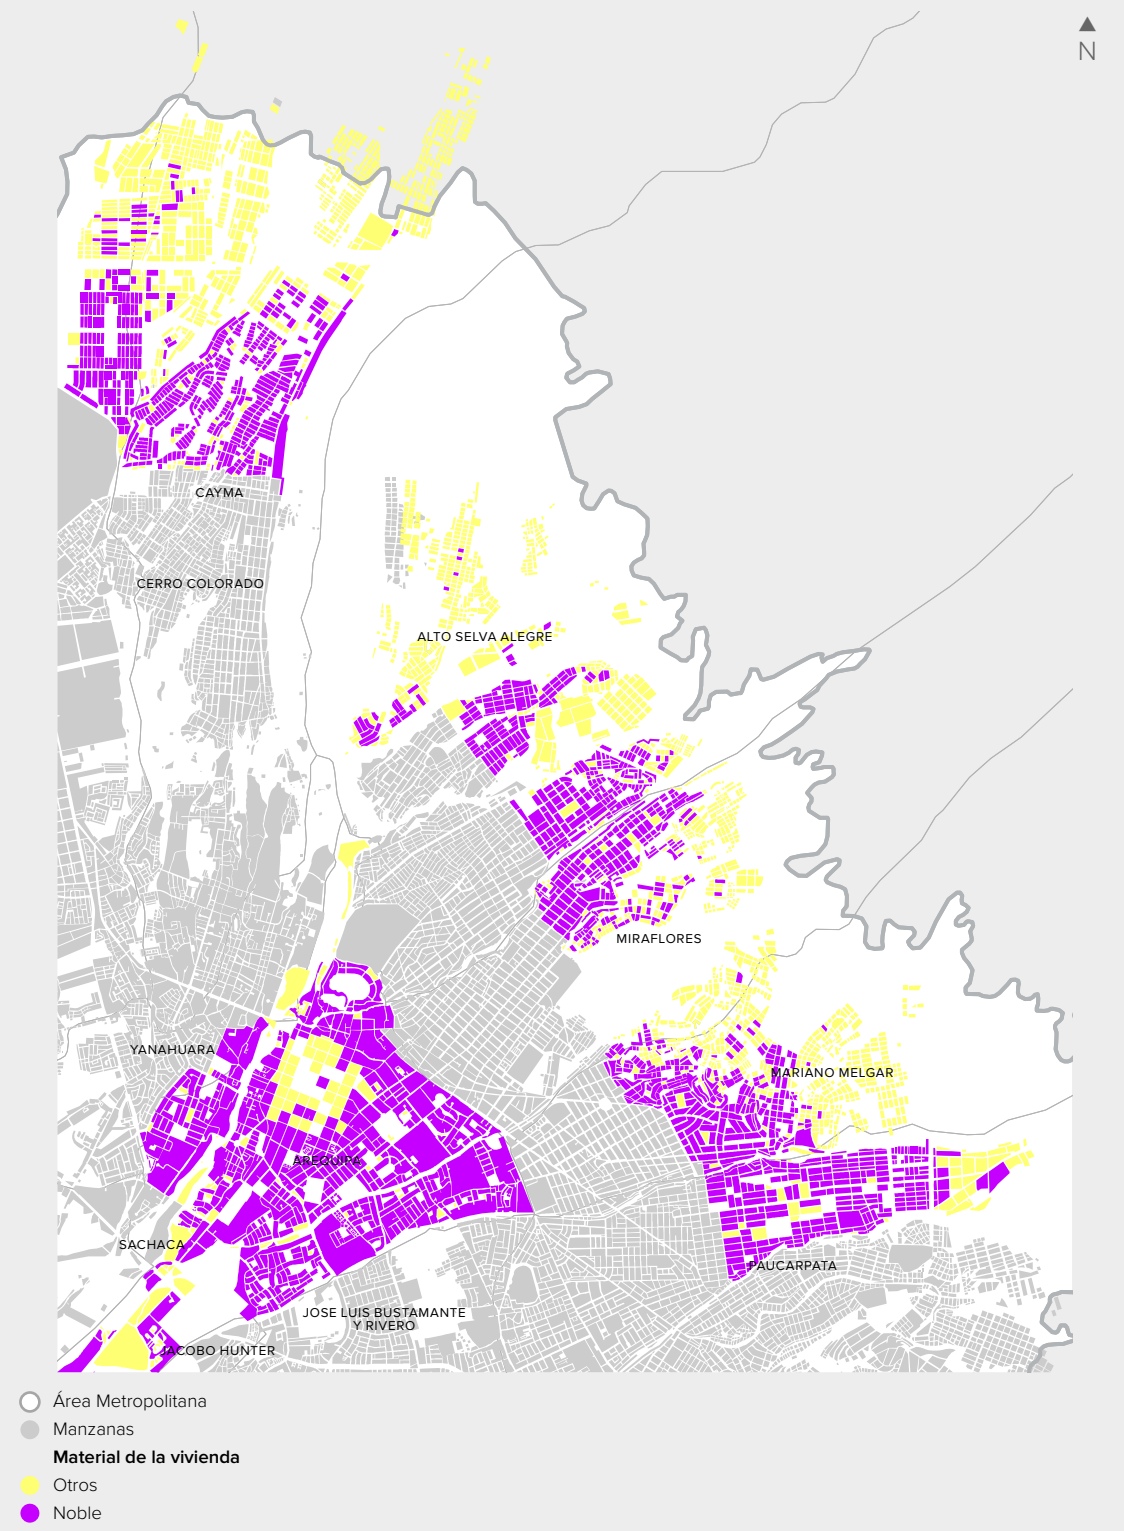 N
CAYMA
CERRO COLORADO
ALTO SELVA ALEGRE
MIRAFLORES
YANAHUARA
MARIANO MELGAR
AREQUIPA
SACHACA
PAUCARPATA
JOSE LUIS BUSTAMANTE
Y RIVERO
JACOBO HUNTER
Área Metropolitana
Manzanas
Material de la vivienda
Otros
Noble